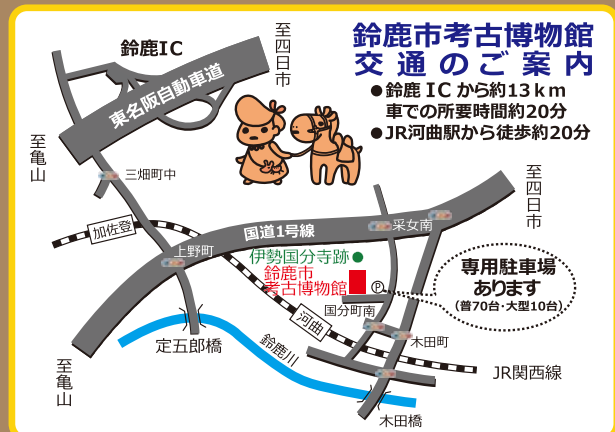 鈴鹿市考古博物館
交通のご案内
●鈴鹿ICから約13km
車での所要時間約20分
●JR河曲駅から徒歩約20分
鈴鹿IC
至四日市
東名阪自動車道
至亀山
三畑町中
至四日市
加佐登
国道1号線
采女南
上野町
伊勢国分寺跡
鈴鹿市
考古博物館
P
専用駐車場
あります
(普70台・大型10台)
国分町南
河曲
木田町
定五郎橋
鈴鹿川
JR関西線
至亀山
木田橋